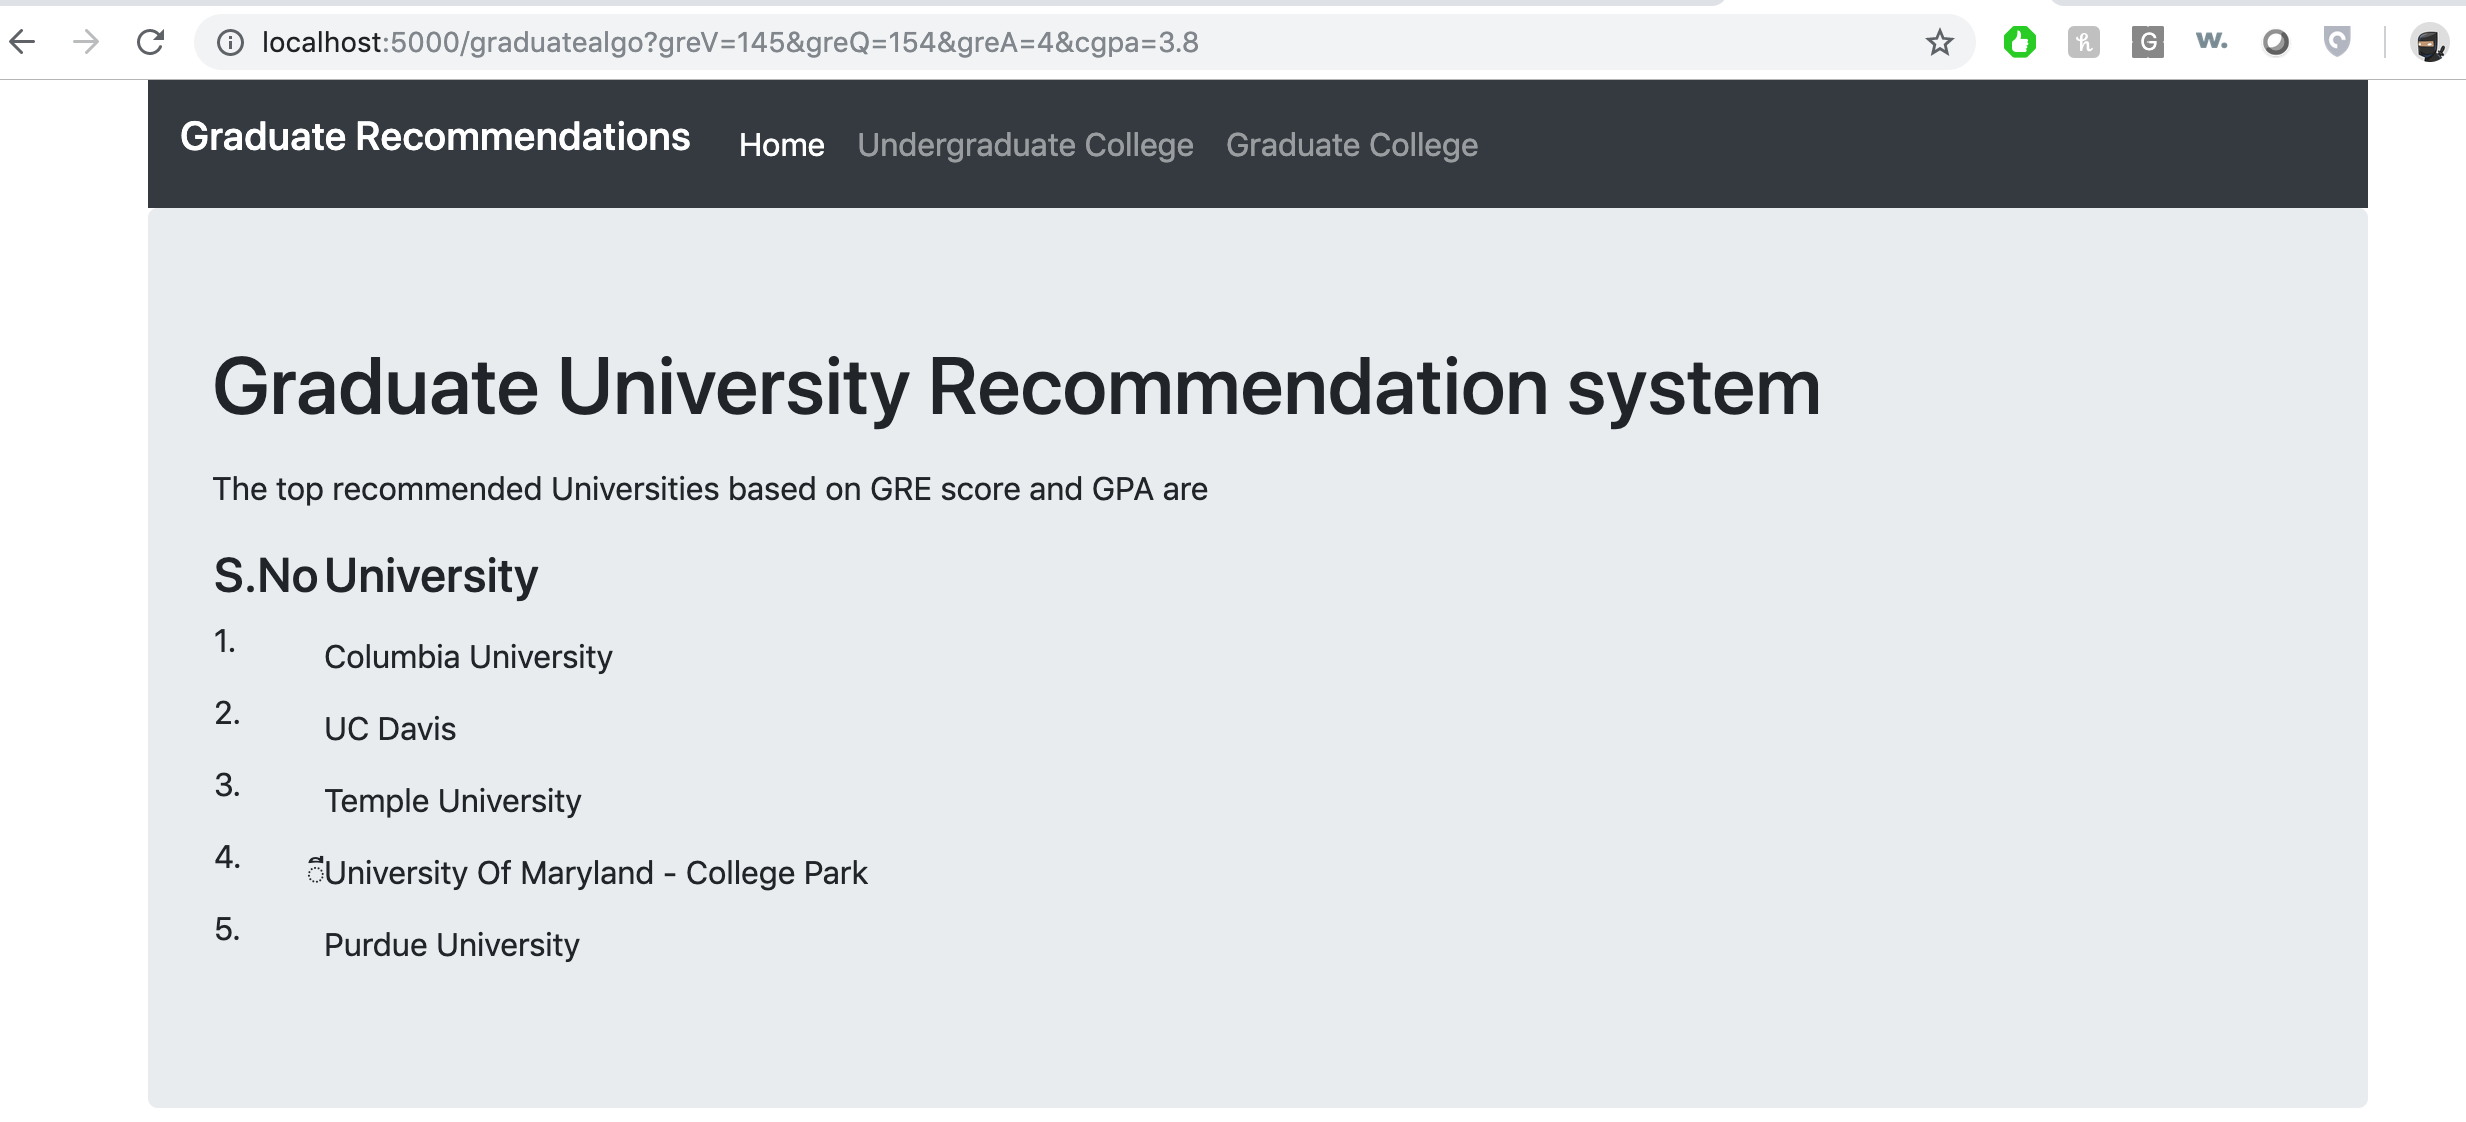 localhost:5000/graduatealgo?greV=145&greQ=154&greA=4&cgpa=3.8
Graduate Recommendations Home Undergraduate College Graduate College
Graduate University Recommendation system
The top recommended Universities based on GRE score and GPA are
S.No University
1. Columbia University
2. UC Davis
3. Temple University
4. ీUniversity Of Maryland - College Park
5. Purdue University